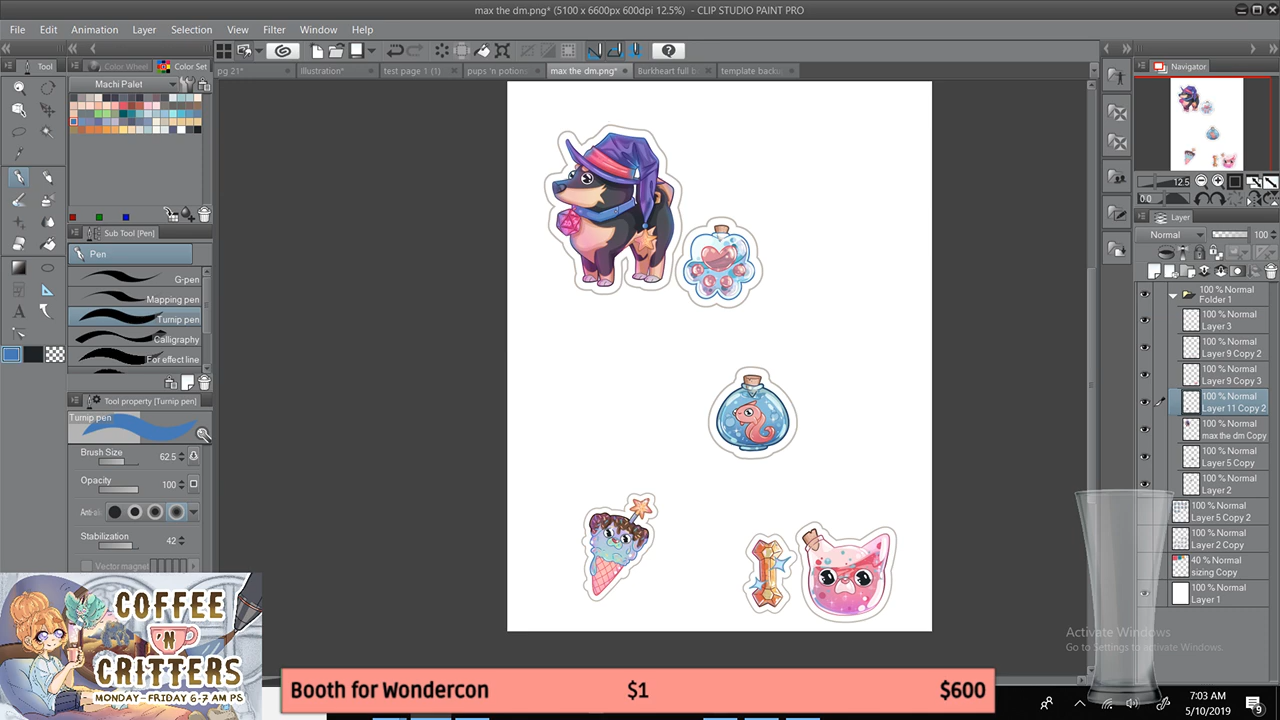 max the dm.png* (5100 x 6600px 600dpi 12.5%) - CLIP STUDIO PAINT PRO
File Edit Animation Layer Selection View Filter Window Help
pg 21* Illustration* test page 1 (1) pups 'n potions max the dm.png* Burkheart full b template backu
Tool
Color Wheel Color Set
Machi Palet
Sub Tool [Pen]
Pen
G-pen
Mapping pen
Turnip pen
Calligraphy
For effect line
Tool property [Turnip pen]
Turnip pen
Brush Size 62.5
Opacity 100
Anti-ali
Stabilization 42
Vector magnet
Navigator
12.5
0.0
Layer
Normal 100
100 % Normal
Folder 1
100 % Normal
Layer 3
100 % Normal
Layer 9 Copy 2
100 % Normal
Layer 9 Copy 3
100 % Normal
Layer 11 Copy 2
100 % Normal
max the dm Copy
100 % Normal
Layer 5 Copy
100 % Normal
Layer 2
100 % Normal
Layer 5 Copy 2
100 % Normal
Layer 2 Copy
40 % Normal
sizing Copy
100 % Normal
Layer 1
Activate Windows
Go to Settings to activate Windows.
COFFEE
'N
CRITTERS
MONDAY-FRIDAY 6-7 AM PS
Booth for Wondercon $1 $600
7:03 AM
5/10/2019
9